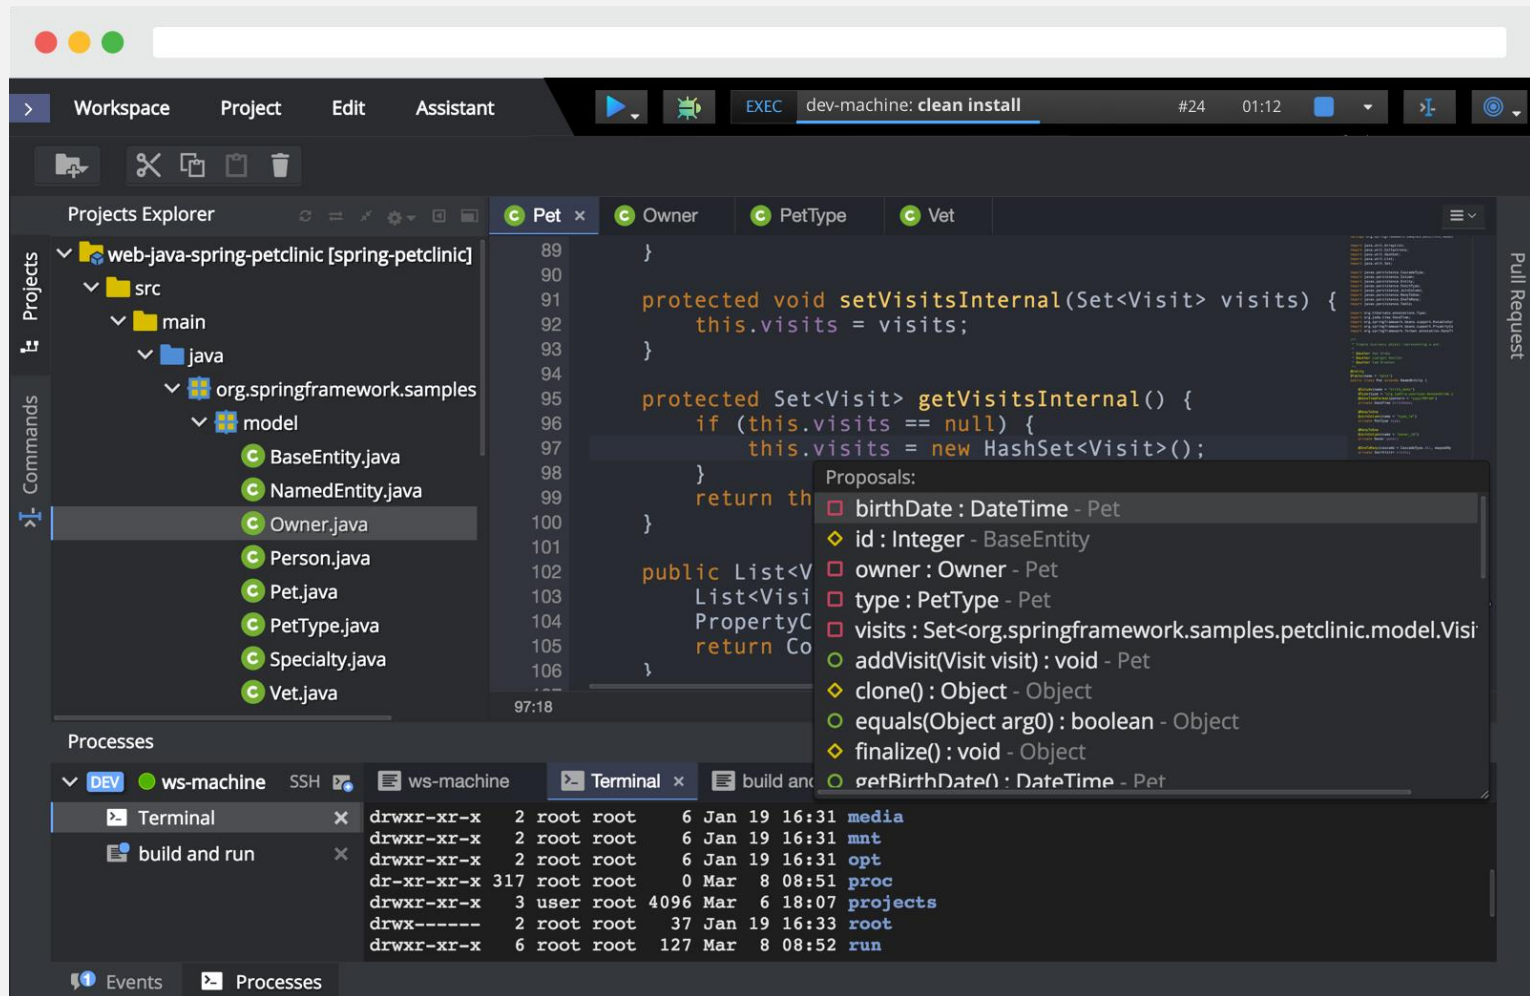 Workspace Project Edit Assistant EXEC dev-machine: clean install #24 01:12
Projects Explorer
Pet × Owner PetType Vet
Projects
Commands
Pull Request
web-java-spring-petclinic [spring-petclinic]
src
main
java
org.springframework.samples
model
BaseEntity.java
NamedEntity.java
Owner.java
Person.java
Pet.java
PetType.java
Specialty.java
Vet.java
89 }
90
91 protected void setVisitsInternal(Set<Visit> visits) {
92 this.visits = visits;
93 }
94
95 protected Set<Visit> getVisitsInternal() {
96 if (this.visits == null) {
97 this.visits = new HashSet<Visit>();
98 }
99 return th
100 }
101
102 public List<V
103 List<Visi
104 PropertyC
105 return Co
106 }
97:18
Proposals:
birthDate : DateTime - Pet
id : Integer - BaseEntity
owner : Owner - Pet
type : PetType - Pet
visits : Set<org.springframework.samples.petclinic.model.Visi
addVisit(Visit visit) : void - Pet
clone() : Object - Object
equals(Object arg0) : boolean - Object
finalize() : void - Object
getBirthDate() : DateTime - Pet
Processes
DEV ws-machine SSH ws-machine Terminal × build and
Terminal ×
build and run ×
drwxr-xr-x 2 root root 6 Jan 19 16:31 media
drwxr-xr-x 2 root root 6 Jan 19 16:31 mnt
drwxr-xr-x 2 root root 6 Jan 19 16:31 opt
dr-xr-xr-x 317 root root 0 Mar 8 08:51 proc
drwxr-xr-x 3 user root 4096 Mar 6 18:07 projects
drwx------ 2 root root 37 Jan 19 16:33 root
drwxr-xr-x 6 root root 127 Mar 8 08:52 run
1 Events Processes